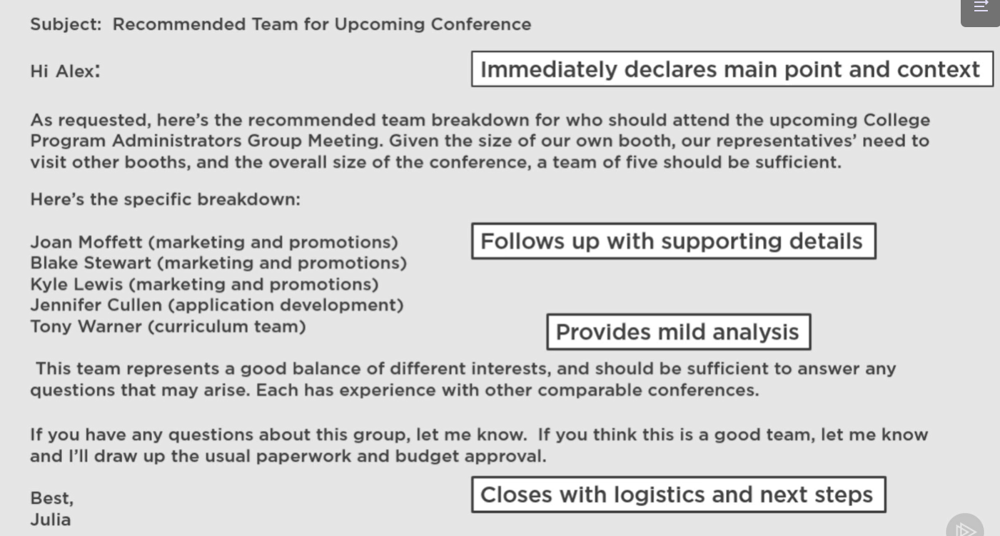 Subject:  Recommended Team for Upcoming Conference
Hi Alex:
Immediately declares main point and context
As requested, here’s the recommended team breakdown for who should attend the upcoming College
Program Administrators Group Meeting. Given the size of our own booth, our representatives’ need to
visit other booths, and the overall size of the conference, a team of five should be sufficient.
Here’s the specific breakdown:
Joan Moffett (marketing and promotions)
Blake Stewart (marketing and promotions)
Kyle Lewis (marketing and promotions)
Jennifer Cullen (application development)
Tony Warner (curriculum team)
Follows up with supporting details
Provides mild analysis
This team represents a good balance of different interests, and should be sufficient to answer any
questions that may arise. Each has experience with other comparable conferences.
If you have any questions about this group, let me know.  If you think this is a good team, let me know
and I’ll draw up the usual paperwork and budget approval.
Best,
Julia
Closes with logistics and next steps